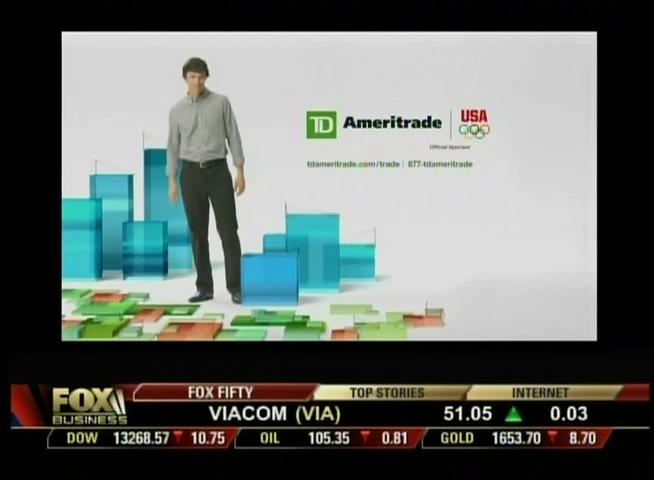 TD Ameritrade
USA
Official Sponsor
tdameritrade.com/trade | 877-tdameritrade
FOX BUSINESS
FOX FIFTY
TOP STORIES
INTERNET
VIACOM (VIA) 51.05 ▲ 0.03
DOW 13268.57 ▼ 10.75 OIL 105.35 ▼ 0.81 GOLD 1653.70 ▼ 8.70